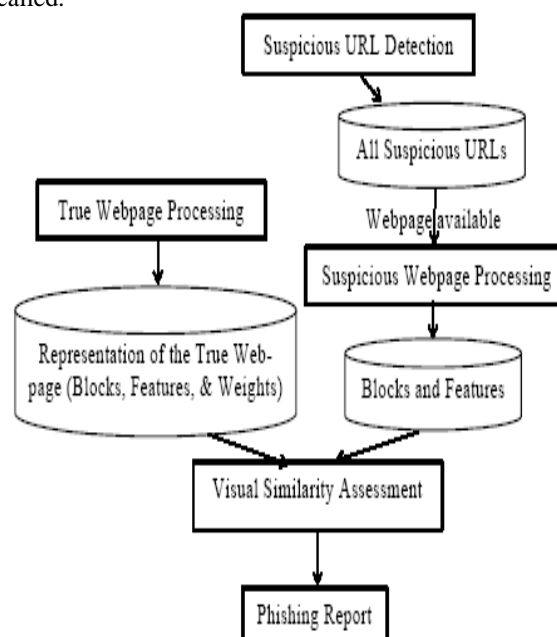 Suspicious URL Detection
All Suspicious URLs
True Webpage Processing
Webpage available
Suspicious Webpage Processing
Representation of the True Web-
page (Blocks, Features, & Weights)
Blocks and Features
Visual Similarity Assessment
Phishing Report